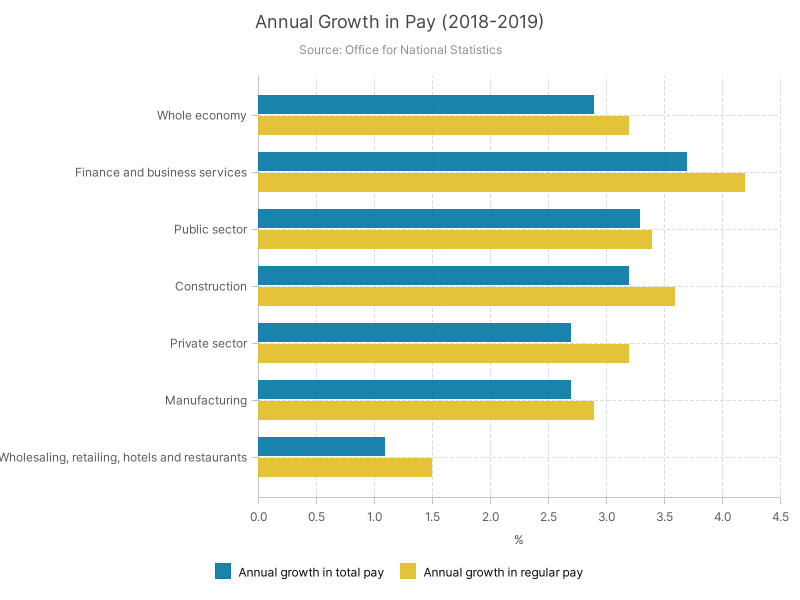 Annual Growth in Pay (2018-2019)
Source: Office for National Statistics
Whole economy
Finance and business services
Public sector
Construction
Private sector
Manufacturing
Wholesaling, retailing, hotels and restaurants
0.0 0.5 1.0 1.5 2.0 2.5 3.0 3.5 4.0 4.5
%
Annual growth in total pay Annual growth in regular pay